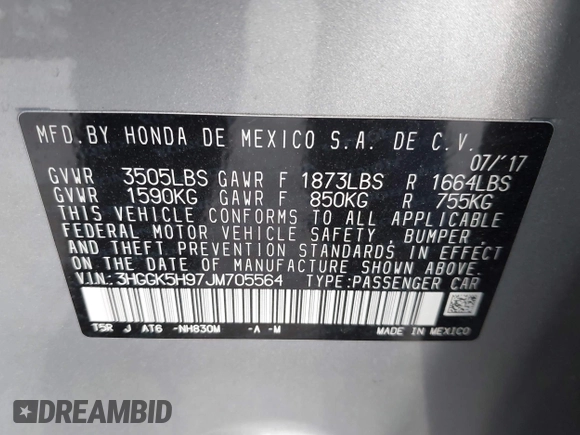 MFD.BY HONDA DE MEXICO S.A. DE C.V.
07/'17
GVWR 3505LBS GAWR F 1873LBS R 1664LBS
GVWR 1590KG GAWR F 850KG R 755KG
THIS VEHICLE CONFORMS TO ALL APPLICABLE
FEDERAL MOTOR VEHICLE SAFETY, BUMPER,
AND THEFT PREVENTION STANDARDS IN EFFECT
ON THE DATE OF MANUFACTURE SHOWN ABOVE.
V.I.N.:3HGGK5H97JM705564 TYPE:PASSENGER CAR
T5R J AT6 -NH830M -A -M MADE IN MEXICO
DREAMBID